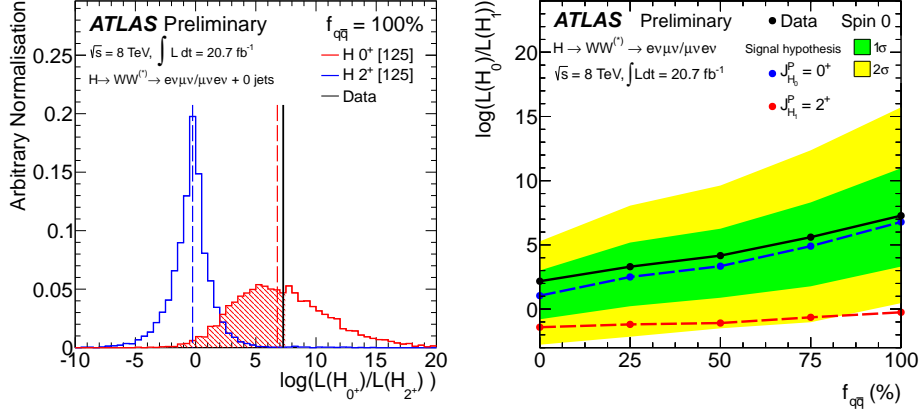 ATLAS Preliminary
f_qq̄ = 100%
√s = 8 TeV, ∫ L dt = 20.7 fb⁻¹
H→ WW⁽*⁾→ eνμν/μνeν + 0 jets
H 0⁺ [125]
H 2⁺ [125]
Data
Arbitrary Normalisation
0.25
0.2
0.15
0.1
0.05
0
-10
-5
0
5
10
15
20
log(L(H₀₊)/L(H₂₊) )
ATLAS Preliminary
H→ WW⁽*⁾→ eνμν/μνeν
√s = 8 TeV, ∫Ldt = 20.7 fb⁻¹
Data
Spin 0
Signal hypothesis
1σ
J^P_H₀ = 0⁺
2σ
J^P_H₁ = 2⁺
log(L(H₀)/L(H₁))
20
15
10
5
0
0
25
50
75
100
f_qq̄ (%)